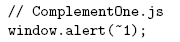 // ComplementOne.js
window.alert(~1);